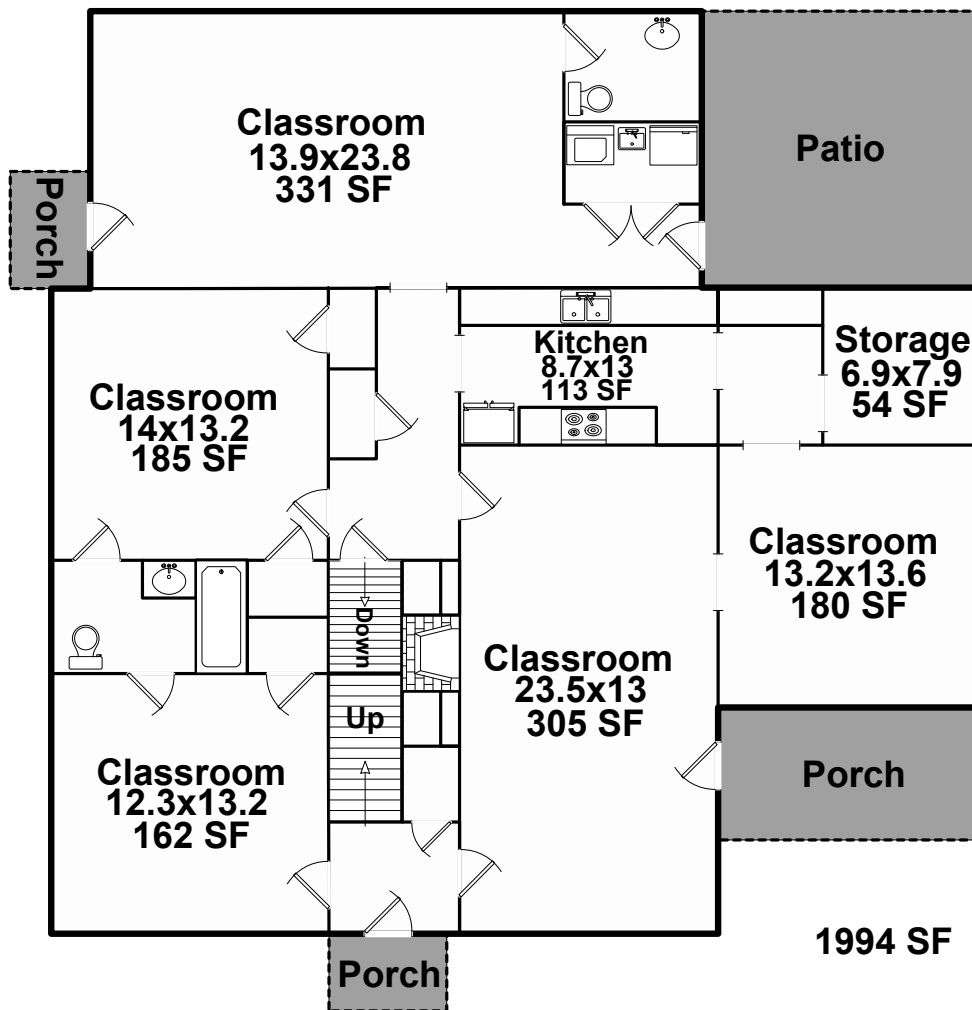 Classroom
13.9x23.8
331 SF
Patio
Porch
Kitchen
8.7x13
113 SF
Storage
6.9x7.9
54 SF
Classroom
14x13.2
185 SF
Classroom
13.2x13.6
180 SF
Down
Classroom
23.5x13
305 SF
Up
Classroom
12.3x13.2
162 SF
Porch
1994 SF
Porch